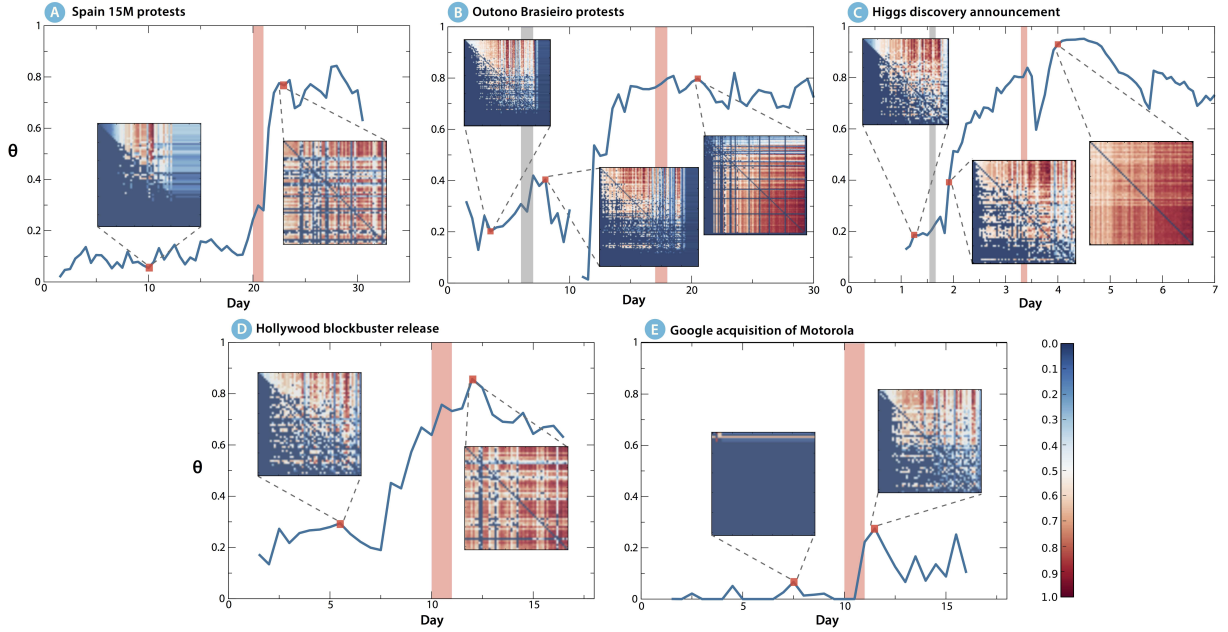 A Spain 15M protests
B Outono Brasieiro protests
C Higgs discovery announcement
1
0.8
0.6
0.4
0.2
0
θ
0 10 20 30
Day
1
0.8
0.6
0.4
0.2
0
0 10 20 30
Day
1
0.8
0.6
0.4
0.2
0
0 1 2 3 4 5 6 7
Day
D Hollywood blockbuster release
E Google acquisition of Motorola
1
0.8
0.6
0.4
0.2
0
θ
0 5 10 15
Day
1
0.8
0.6
0.4
0.2
0
0 5 10 15
Day
0.0
0.1
0.2
0.3
0.4
0.5
0.6
0.7
0.8
0.9
1.0